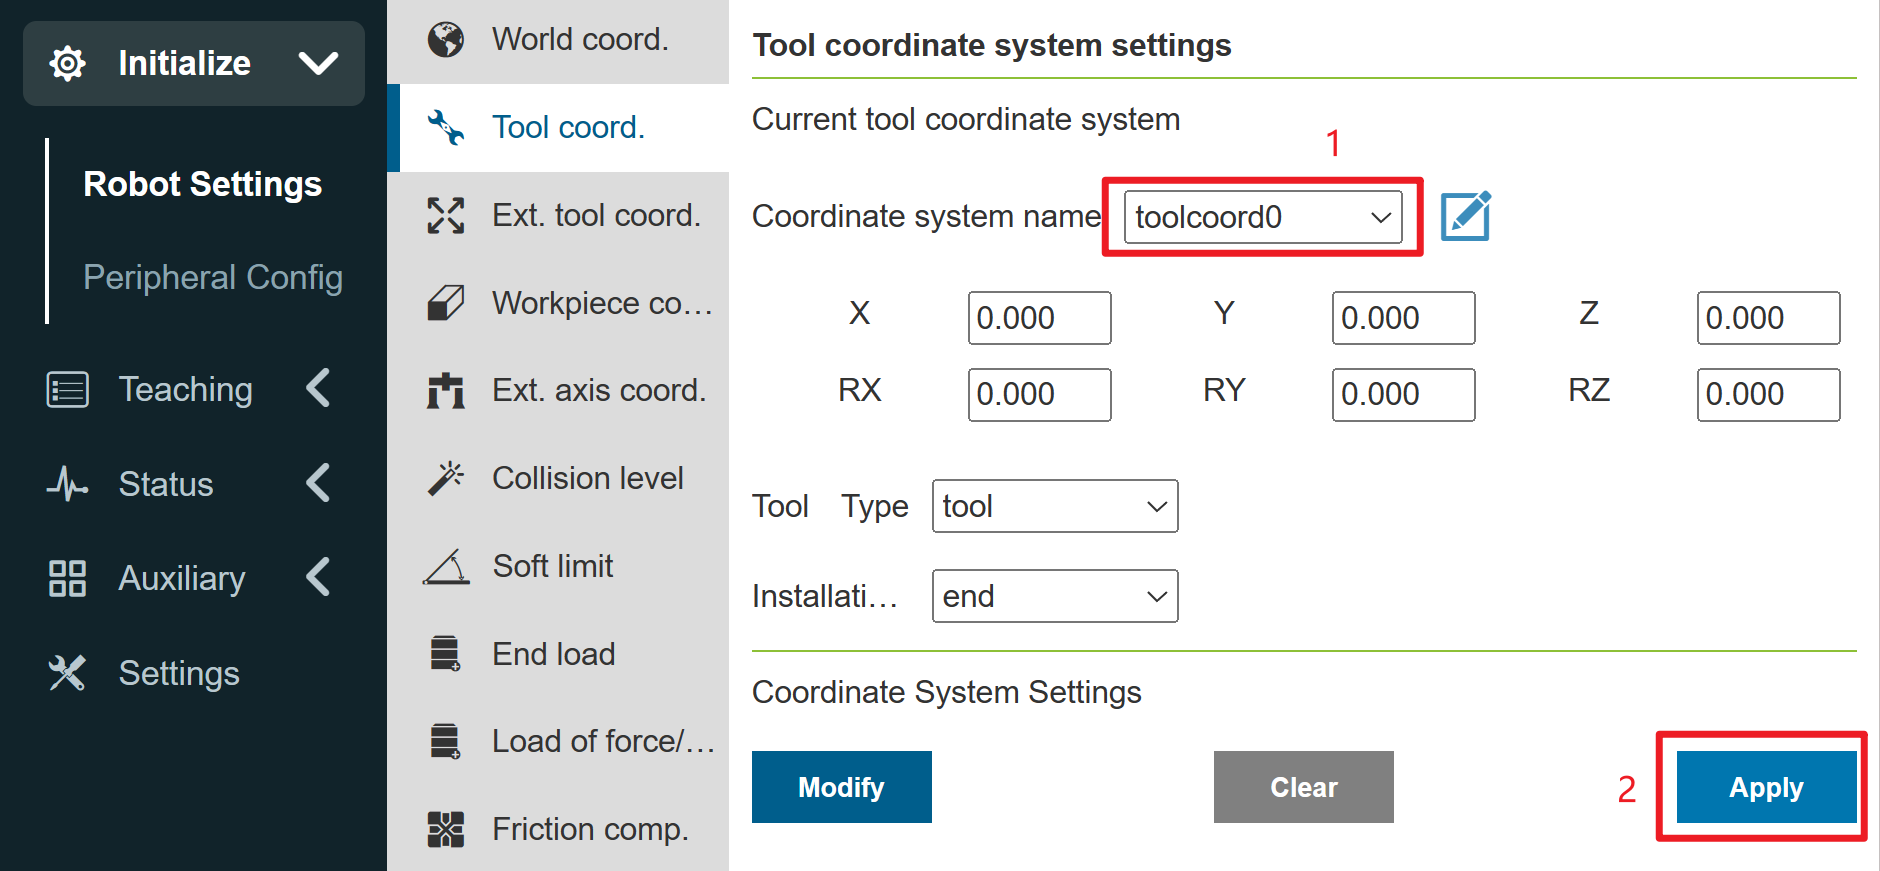 Initialize
Robot Settings
Peripheral Config
Teaching
Status
Auxiliary
Settings
World coord.
Tool coord.
Ext. tool coord.
Workpiece co...
Ext. axis coord.
Collision level
Soft limit
End load
Load of force/...
Friction comp.
Tool coordinate system settings
Current tool coordinate system
1
Coordinate system name toolcoord0
X 0.000 Y 0.000 Z 0.000
RX 0.000 RY 0.000 RZ 0.000
Tool Type tool
Installati... end
Coordinate System Settings
Modify Clear 2 Apply